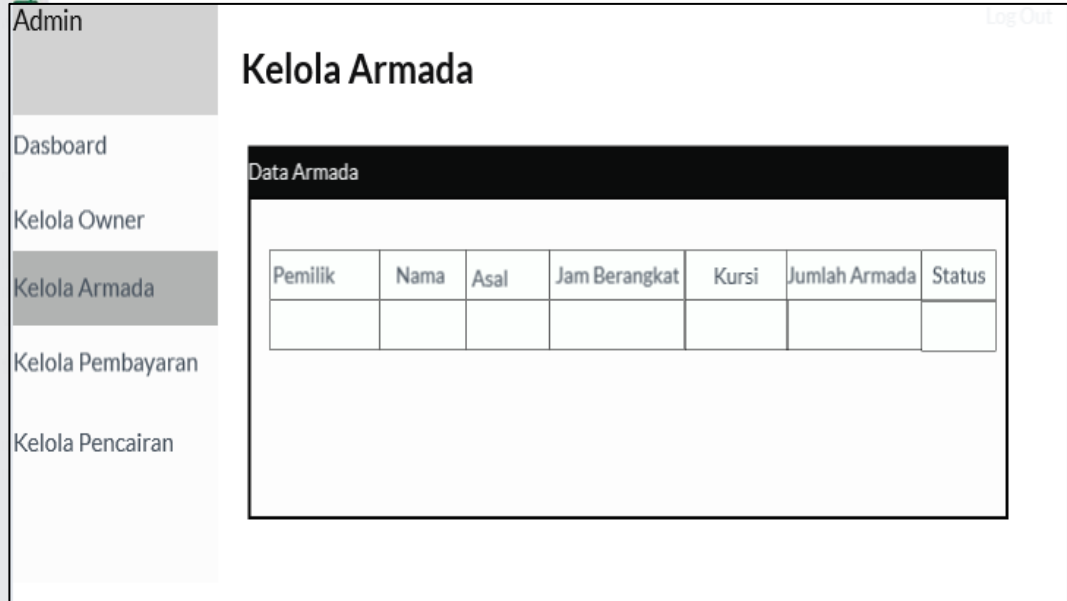 Admin
Log Out
Kelola Armada
Dasboard
Kelola Owner
Kelola Armada
Kelola Pembayaran
Kelola Pencairan
Data Armada
Pemilik Nama Asal Jam Berangkat Kursi Jumlah Armada Status